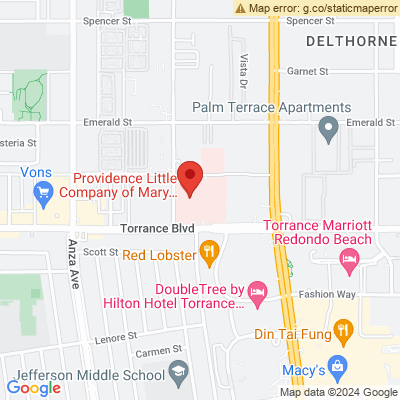 Map error: g.co/staticmaperror
Spencer St
Spencer St
DELTHORNE
Garnet St
Vista Dr
Palm Terrace Apartments
Emerald St
Emerald St
steria St
Vons
Providence Little
Company of Mary...
Torrance Blvd
Torrance Marriott
Redondo Beach
Anza Ave
Scott St
Red Lobster
DoubleTree by
Hilton Hotel Torrance...
Fashion Way
Lenore St
Din Tai Fung
Carmen St
Jefferson Middle School
Macy's
Google
Map data ©2024 Google